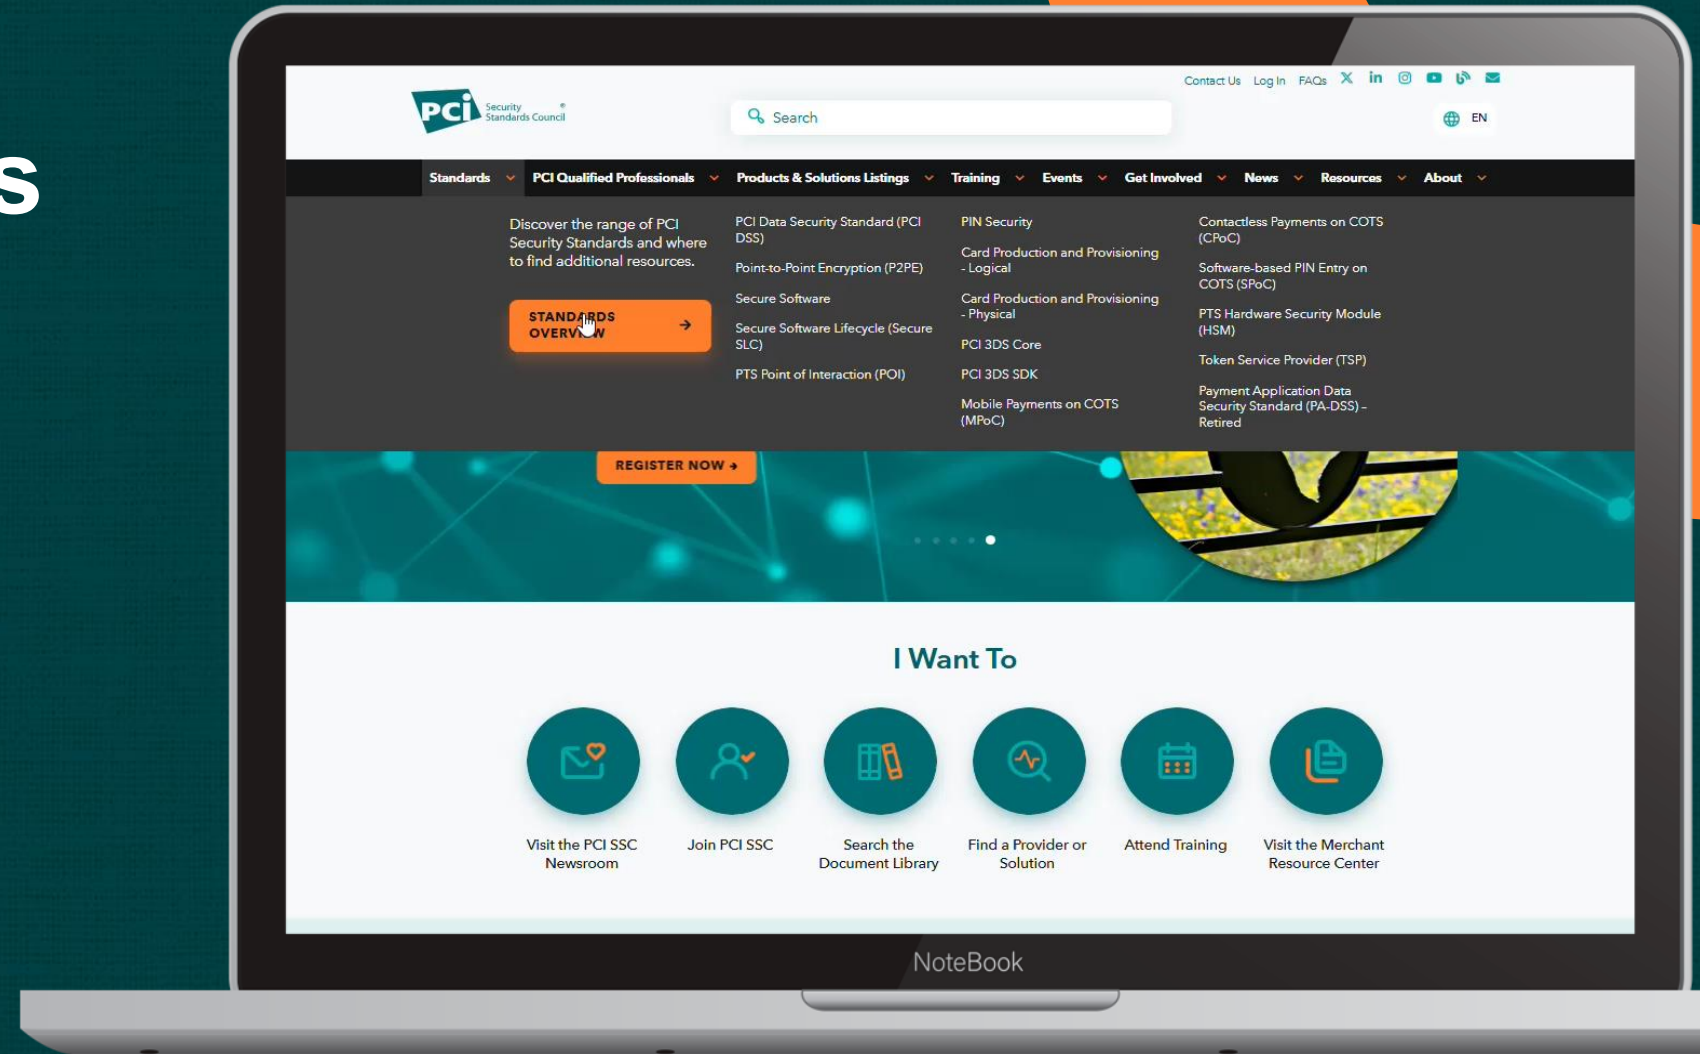 s
Contact Us Log In FAQs
PCi Security
Standards Council
®
Search
EN
Standards PCI Qualified Professionals Products & Solutions Listings Training Events Get Involved News Resources About
Discover the range of PCI
Security Standards and where
to find additional resources.
STANDARDS
OVERVIEW
PCI Data Security Standard (PCI
DSS)
Point-to-Point Encryption (P2PE)
Secure Software
Secure Software Lifecycle (Secure
SLC)
PTS Point of Interaction (POI)
PIN Security
Card Production and Provisioning
- Logical
Card Production and Provisioning
- Physical
PCI 3DS Core
PCI 3DS SDK
Mobile Payments on COTS
(MPoC)
Contactless Payments on COTS
(CPoC)
Software-based PIN Entry on
COTS (SPoC)
PTS Hardware Security Module
(HSM)
Token Service Provider (TSP)
Payment Application Data
Security Standard (PA-DSS) –
Retired
REGISTER NOW
I Want To
Visit the PCI SSC
Newsroom
Join PCI SSC
Search the
Document Library
Find a Provider or
Solution
Attend Training
Visit the Merchant
Resource Center
NoteBook